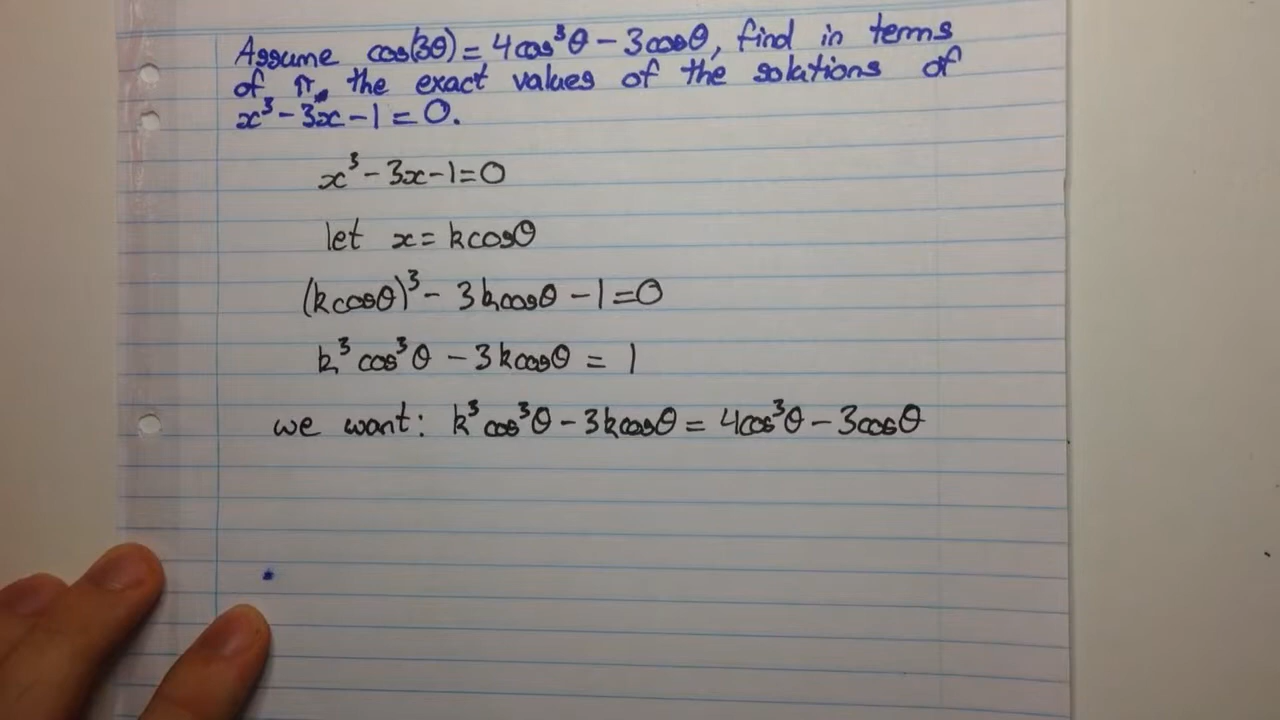 Assume cos(3θ) = 4cos³θ - 3cosθ, find in terms
of π, the exact values of the solations of
x³ - 3x - 1 = 0.
x³ - 3x - 1 = 0
let x = kcosθ
(kcosθ)³ - 3kcosθ - 1 = 0
k³cos³θ - 3kcosθ = 1
we want: k³cos³θ - 3kcosθ = 4cos³θ - 3cosθ